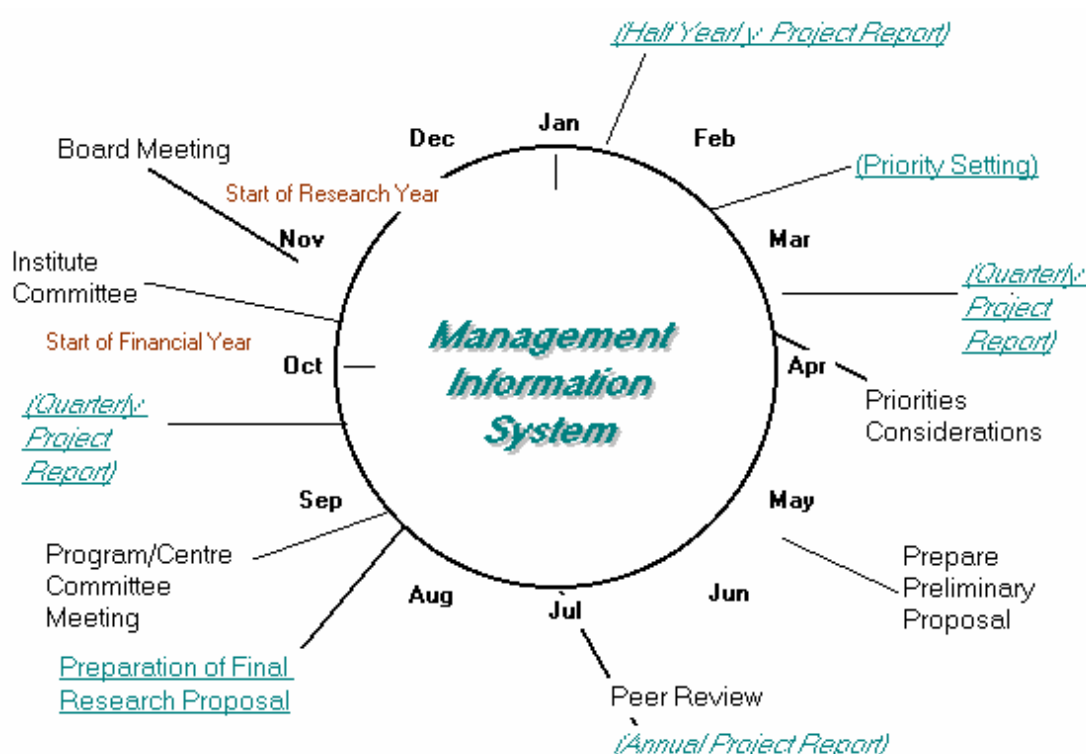 (Half Yearly Project Report)
Jan
Dec
Feb
Board Meeting
(Priority Setting)
Start of Research Year
Nov
Mar
Institute
Committee
(Quarterly
Project
Report)
Start of Financial Year
Management
Information
System
Oct
Apr
(Quarterly
Project
Report)
Priorities
Considerations
Sep
May
Program/Centre
Committee
Meeting
Prepare
Preliminary
Proposal
Aug
Jul
Jun
Preparation of Final
Research Proposal
Peer Review
(Annual Project Report)